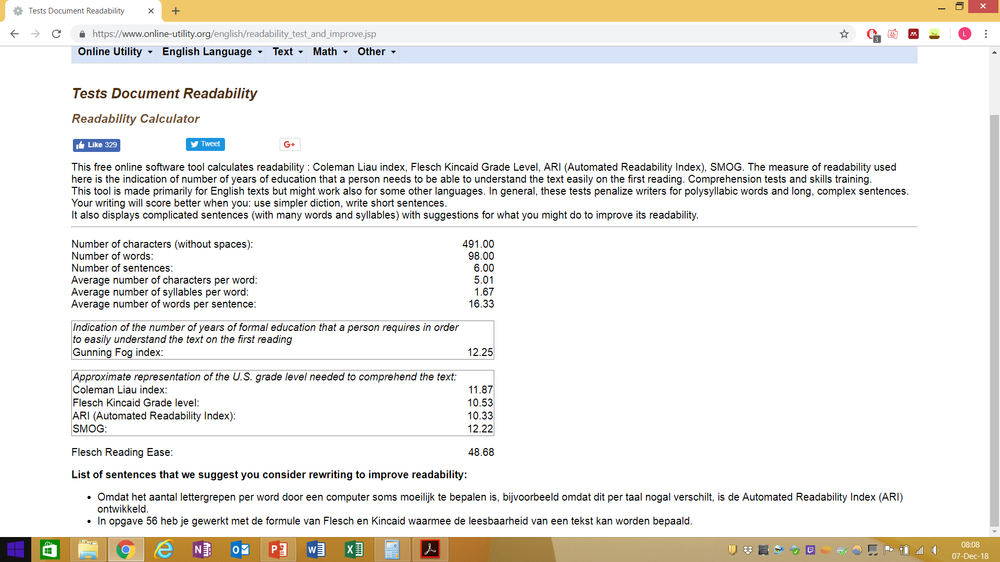 Tests Document Readability
https://www.online-utility.org/english/readability_test_and_improve.jsp
3
L
Online Utility English Language Text Math Other
Tests Document Readability
Readability Calculator
Like 329
Tweet
G+
This free online software tool calculates readability : Coleman Liau index, Flesch Kincaid Grade Level, ARI (Automated Readability Index), SMOG. The measure of readability used
here is the indication of number of years of education that a person needs to be able to understand the text easily on the first reading. Comprehension tests and skills training.
This tool is made primarily for English texts but might work also for some other languages. In general, these tests penalize writers for polysyllabic words and long, complex sentences.
Your writing will score better when you: use simpler diction, write short sentences.
It also displays complicated sentences (with many words and syllables) with suggestions for what you might do to improve its readability.
Number of characters (without spaces): 491.00
Number of words: 98.00
Number of sentences: 6.00
Average number of characters per word: 5.01
Average number of syllables per word: 1.67
Average number of words per sentence: 16.33
Indication of the number of years of formal education that a person requires in order
to easily understand the text on the first reading
Gunning Fog index: 12.25
Approximate representation of the U.S. grade level needed to comprehend the text:
Coleman Liau index: 11.87
Flesch Kincaid Grade level: 10.53
ARI (Automated Readability Index): 10.33
SMOG: 12.22
Flesch Reading Ease: 48.68
List of sentences that we suggest you consider rewriting to improve readability:
• Omdat het aantal lettergrepen per word door een computer soms moeilijk te bepalen is, bijvoorbeeld omdat dit per taal nogal verschilt, is de Automated Readability Index (ARI)
ontwikkeld.
• In opgave 56 heb je gewerkt met de formule van Flesch en Kincaid waarmee de leesbaarheid van een tekst kan worden bepaald.
08:08
07-Dec-18